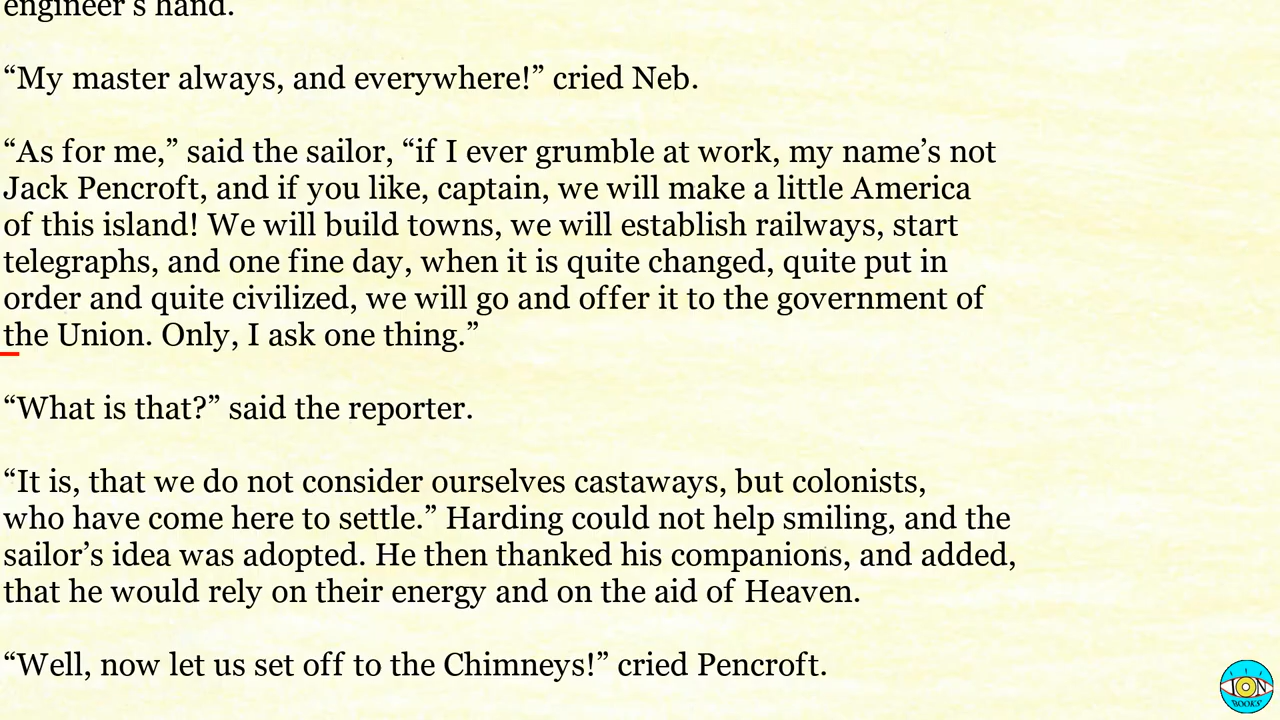 engineer's hand.
“My master always, and everywhere!” cried Neb.
“As for me,” said the sailor, “if I ever grumble at work, my name’s not
Jack Pencroft, and if you like, captain, we will make a little America
of this island! We will build towns, we will establish railways, start
telegraphs, and one fine day, when it is quite changed, quite put in
order and quite civilized, we will go and offer it to the government of
the Union. Only, I ask one thing.”
“What is that?” said the reporter.
“It is, that we do not consider ourselves castaways, but colonists,
who have come here to settle.” Harding could not help smiling, and the
sailor’s idea was adopted. He then thanked his companions, and added,
that he would rely on their energy and on the aid of Heaven.
“Well, now let us set off to the Chimneys!” cried Pencroft.
ION
BOOKS